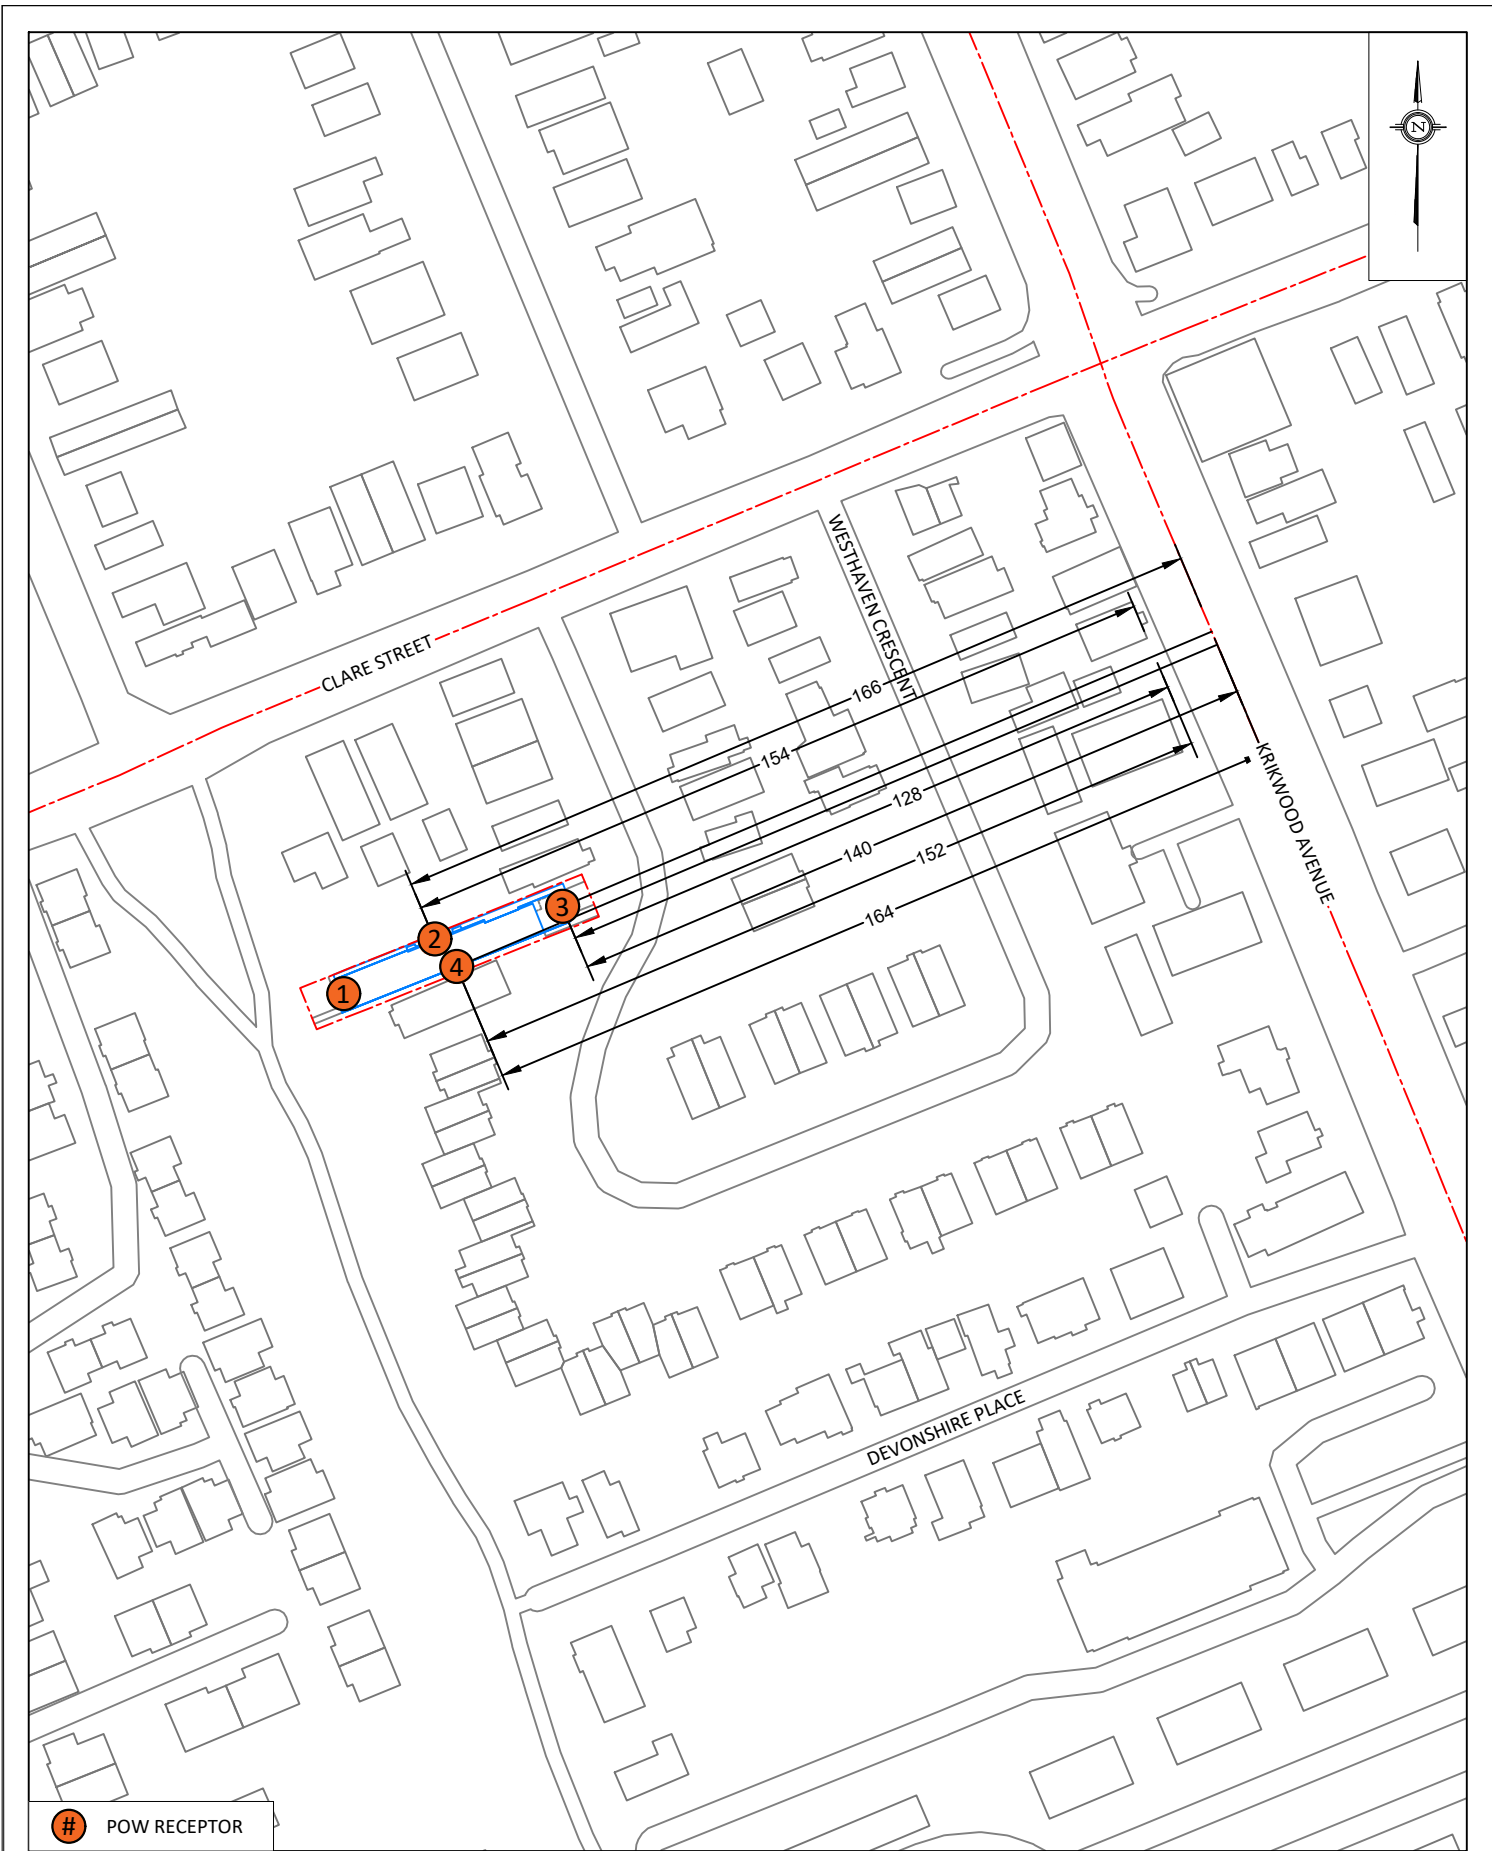 N
WESTHAVEN CRESCENT
CLARE STREET
166
154
128
140
152
164
KRIKWOOD AVENUE
3
2
4
1
DEVONSHIRE PLACE
# POW RECEPTOR